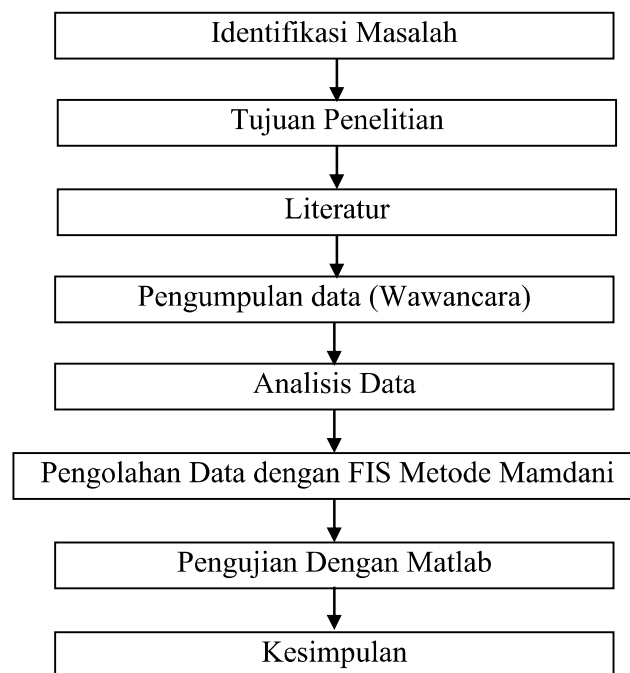 Identifikasi Masalah
Tujuan Penelitian
Literatur
Pengumpulan data (Wawancara)
Analisis Data
Pengolahan Data dengan FIS Metode Mamdani
Pengujian Dengan Matlab
Kesimpulan